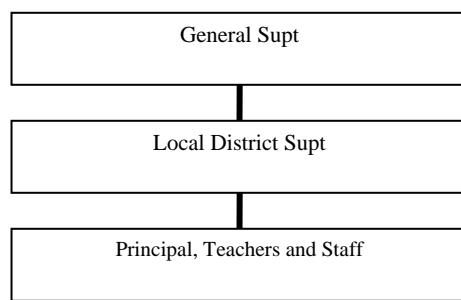 General Supt
Local District Supt
Principal, Teachers and Staff